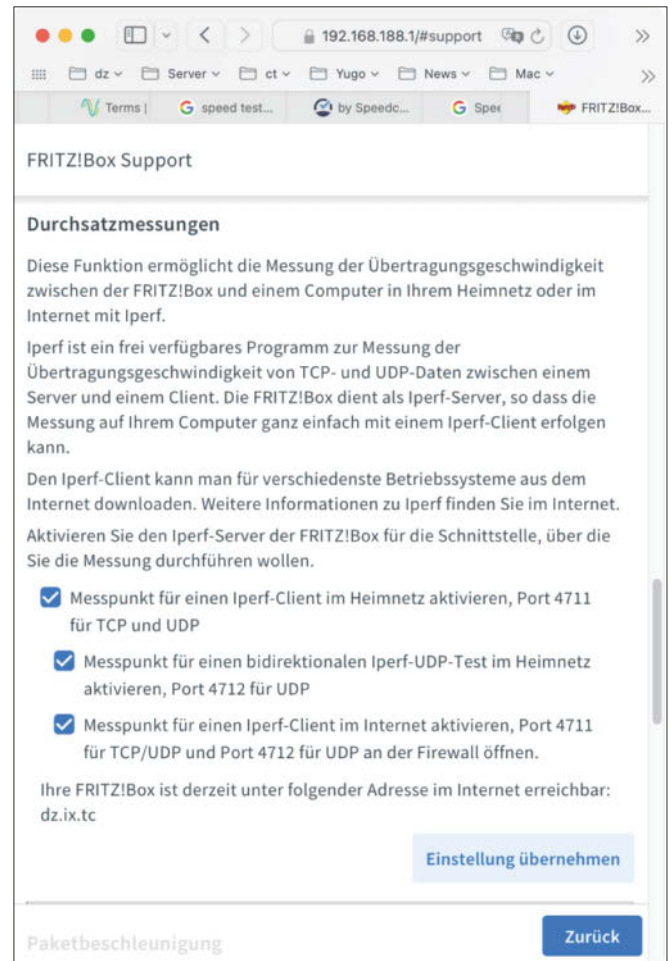 192.168.188.1/#support
dz
Server
ct
Yugo
News
Mac
Terms |
speed test...
by Speedc...
Spee
FRITZ!Box...
FRITZ!Box Support
Durchsatzmessungen
Diese Funktion ermöglicht die Messung der Übertragungsgeschwindigkeit
zwischen der FRITZ!Box und einem Computer in Ihrem Heimnetz oder im
Internet mit Iperf.
Iperf ist ein frei verfügbares Programm zur Messung der
Übertragungsgeschwindigkeit von TCP- und UDP-Daten zwischen einem
Server und einem Client. Die FRITZ!Box dient als Iperf-Server, so dass die
Messung auf Ihrem Computer ganz einfach mit einem Iperf-Client erfolgen
kann.
Den Iperf-Client kann man für verschiedenste Betriebssysteme aus dem
Internet downloaden. Weitere Informationen zu Iperf finden Sie im Internet.
Aktivieren Sie den Iperf-Server der FRITZ!Box für die Schnittstelle, über die
Sie die Messung durchführen wollen.
Messpunkt für einen Iperf-Client im Heimnetz aktivieren, Port 4711
für TCP und UDP
Messpunkt für einen bidirektionalen Iperf-UDP-Test im Heimnetz
aktivieren, Port 4712 für UDP
Messpunkt für einen Iperf-Client im Internet aktivieren, Port 4711
für TCP/UDP und Port 4712 für UDP an der Firewall öffnen.
Ihre FRITZ!Box ist derzeit unter folgender Adresse im Internet erreichbar:
dz.ix.tc
Einstellung übernehmen
Paketbeschleunigung
Zurück